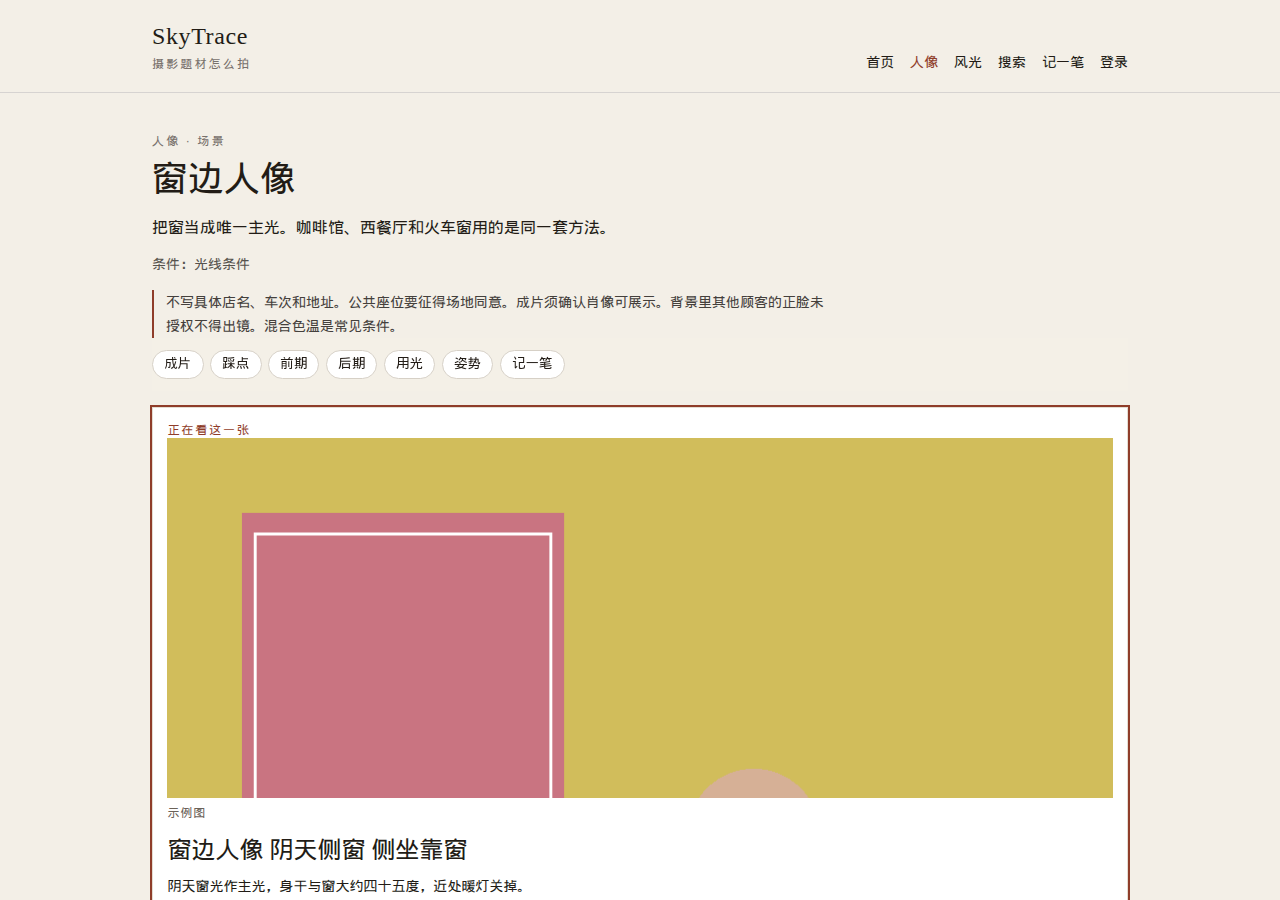 SkyTrace
摄影题材怎么拍
首页 人像 风光 搜索 记一笔 登录
人像 · 场景
窗边人像
把窗当成唯一主光。咖啡馆、西餐厅和火车窗用的是同一套方法。
条件：光线条件
不写具体店名、车次和地址。公共座位要征得场地同意。成片须确认肖像可展示。背景里其他顾客的正脸未
授权不得出镜。混合色温是常见条件。
成片 踩点 前期 后期 用光 姿势 记一笔
正在看这一张
示例图
窗边人像 阴天侧窗 侧坐靠窗
阴天窗光作主光，身干与窗大约四十五度，近处暖灯关掉。